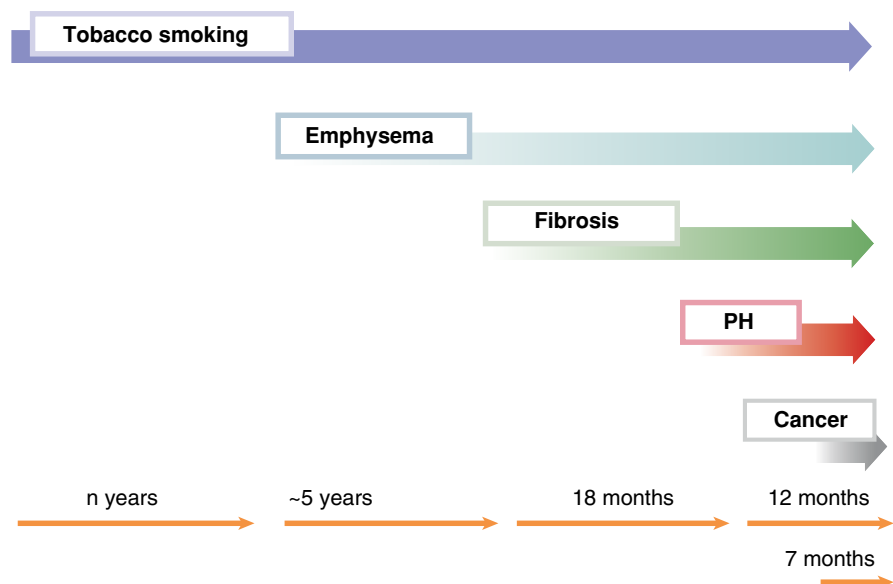 Tobacco smoking
Emphysema
Fibrosis
PH
Cancer
n years
~5 years
18 months
12 months
7 months